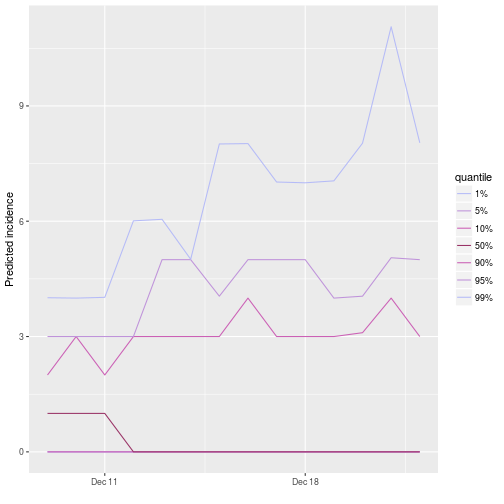 Predicted incidence
9
6
3
0
Dec 11
Dec 18
quantile
1%
5%
10%
50%
90%
95%
99%